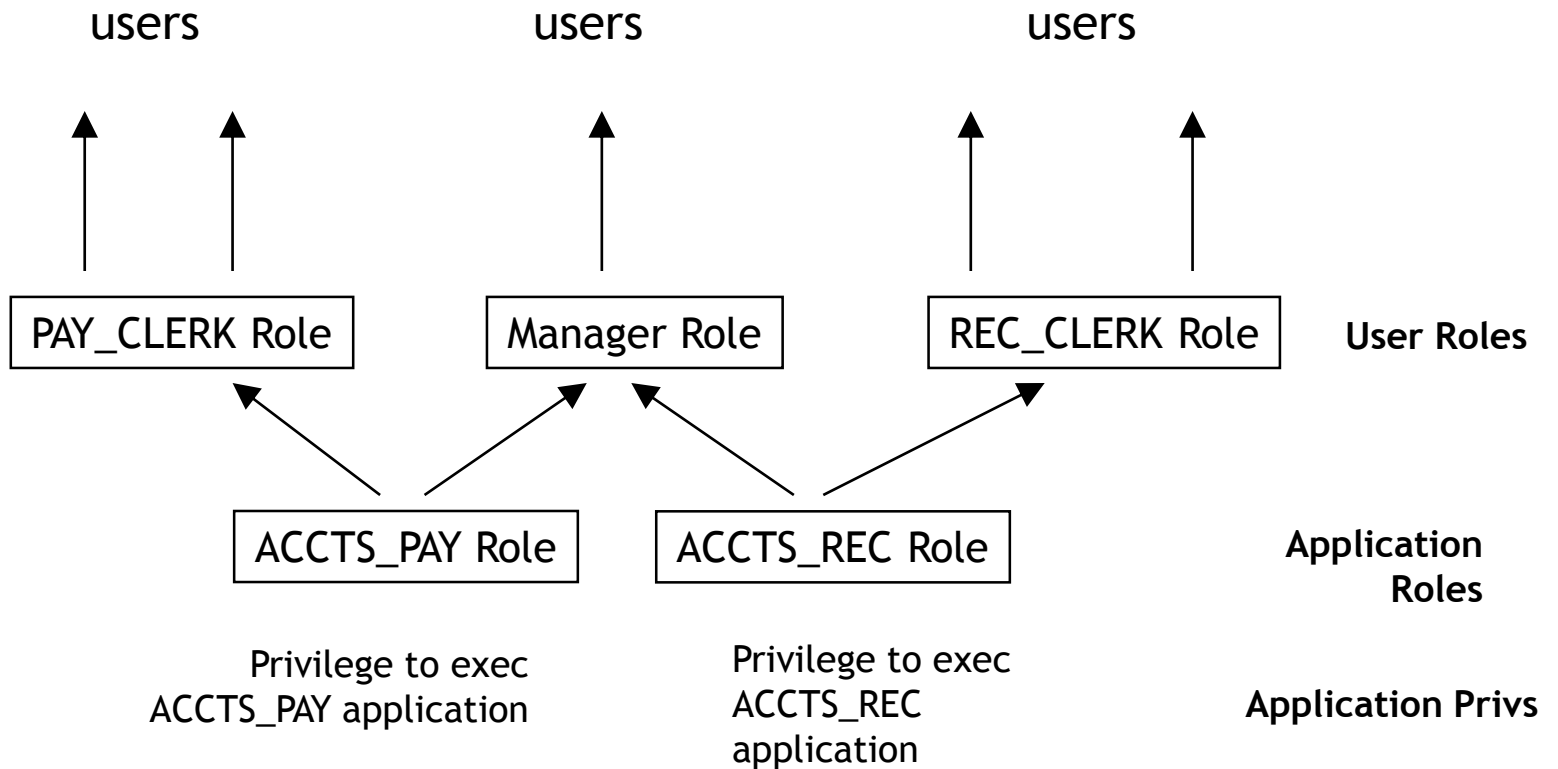 users
users
users
PAY_CLERK Role
Manager Role
REC_CLERK Role
User Roles
ACCTS_PAY Role
ACCTS_REC Role
Application
Roles
Privilege to exec
ACCTS_PAY application
Privilege to exec
ACCTS_REC
application
Application Privs